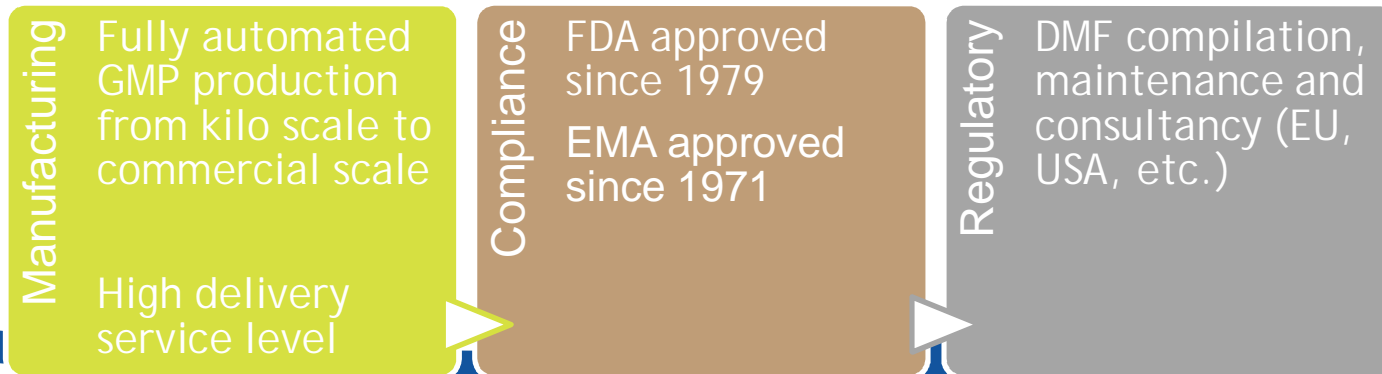 Manufacturing
Fully automated
GMP production
from kilo scale to
commercial scale
High delivery
service level
Compliance
FDA approved
since 1979
EMA approved
since 1971
Regulatory
DMF compilation,
maintenance and
consultancy (EU,
USA, etc.)